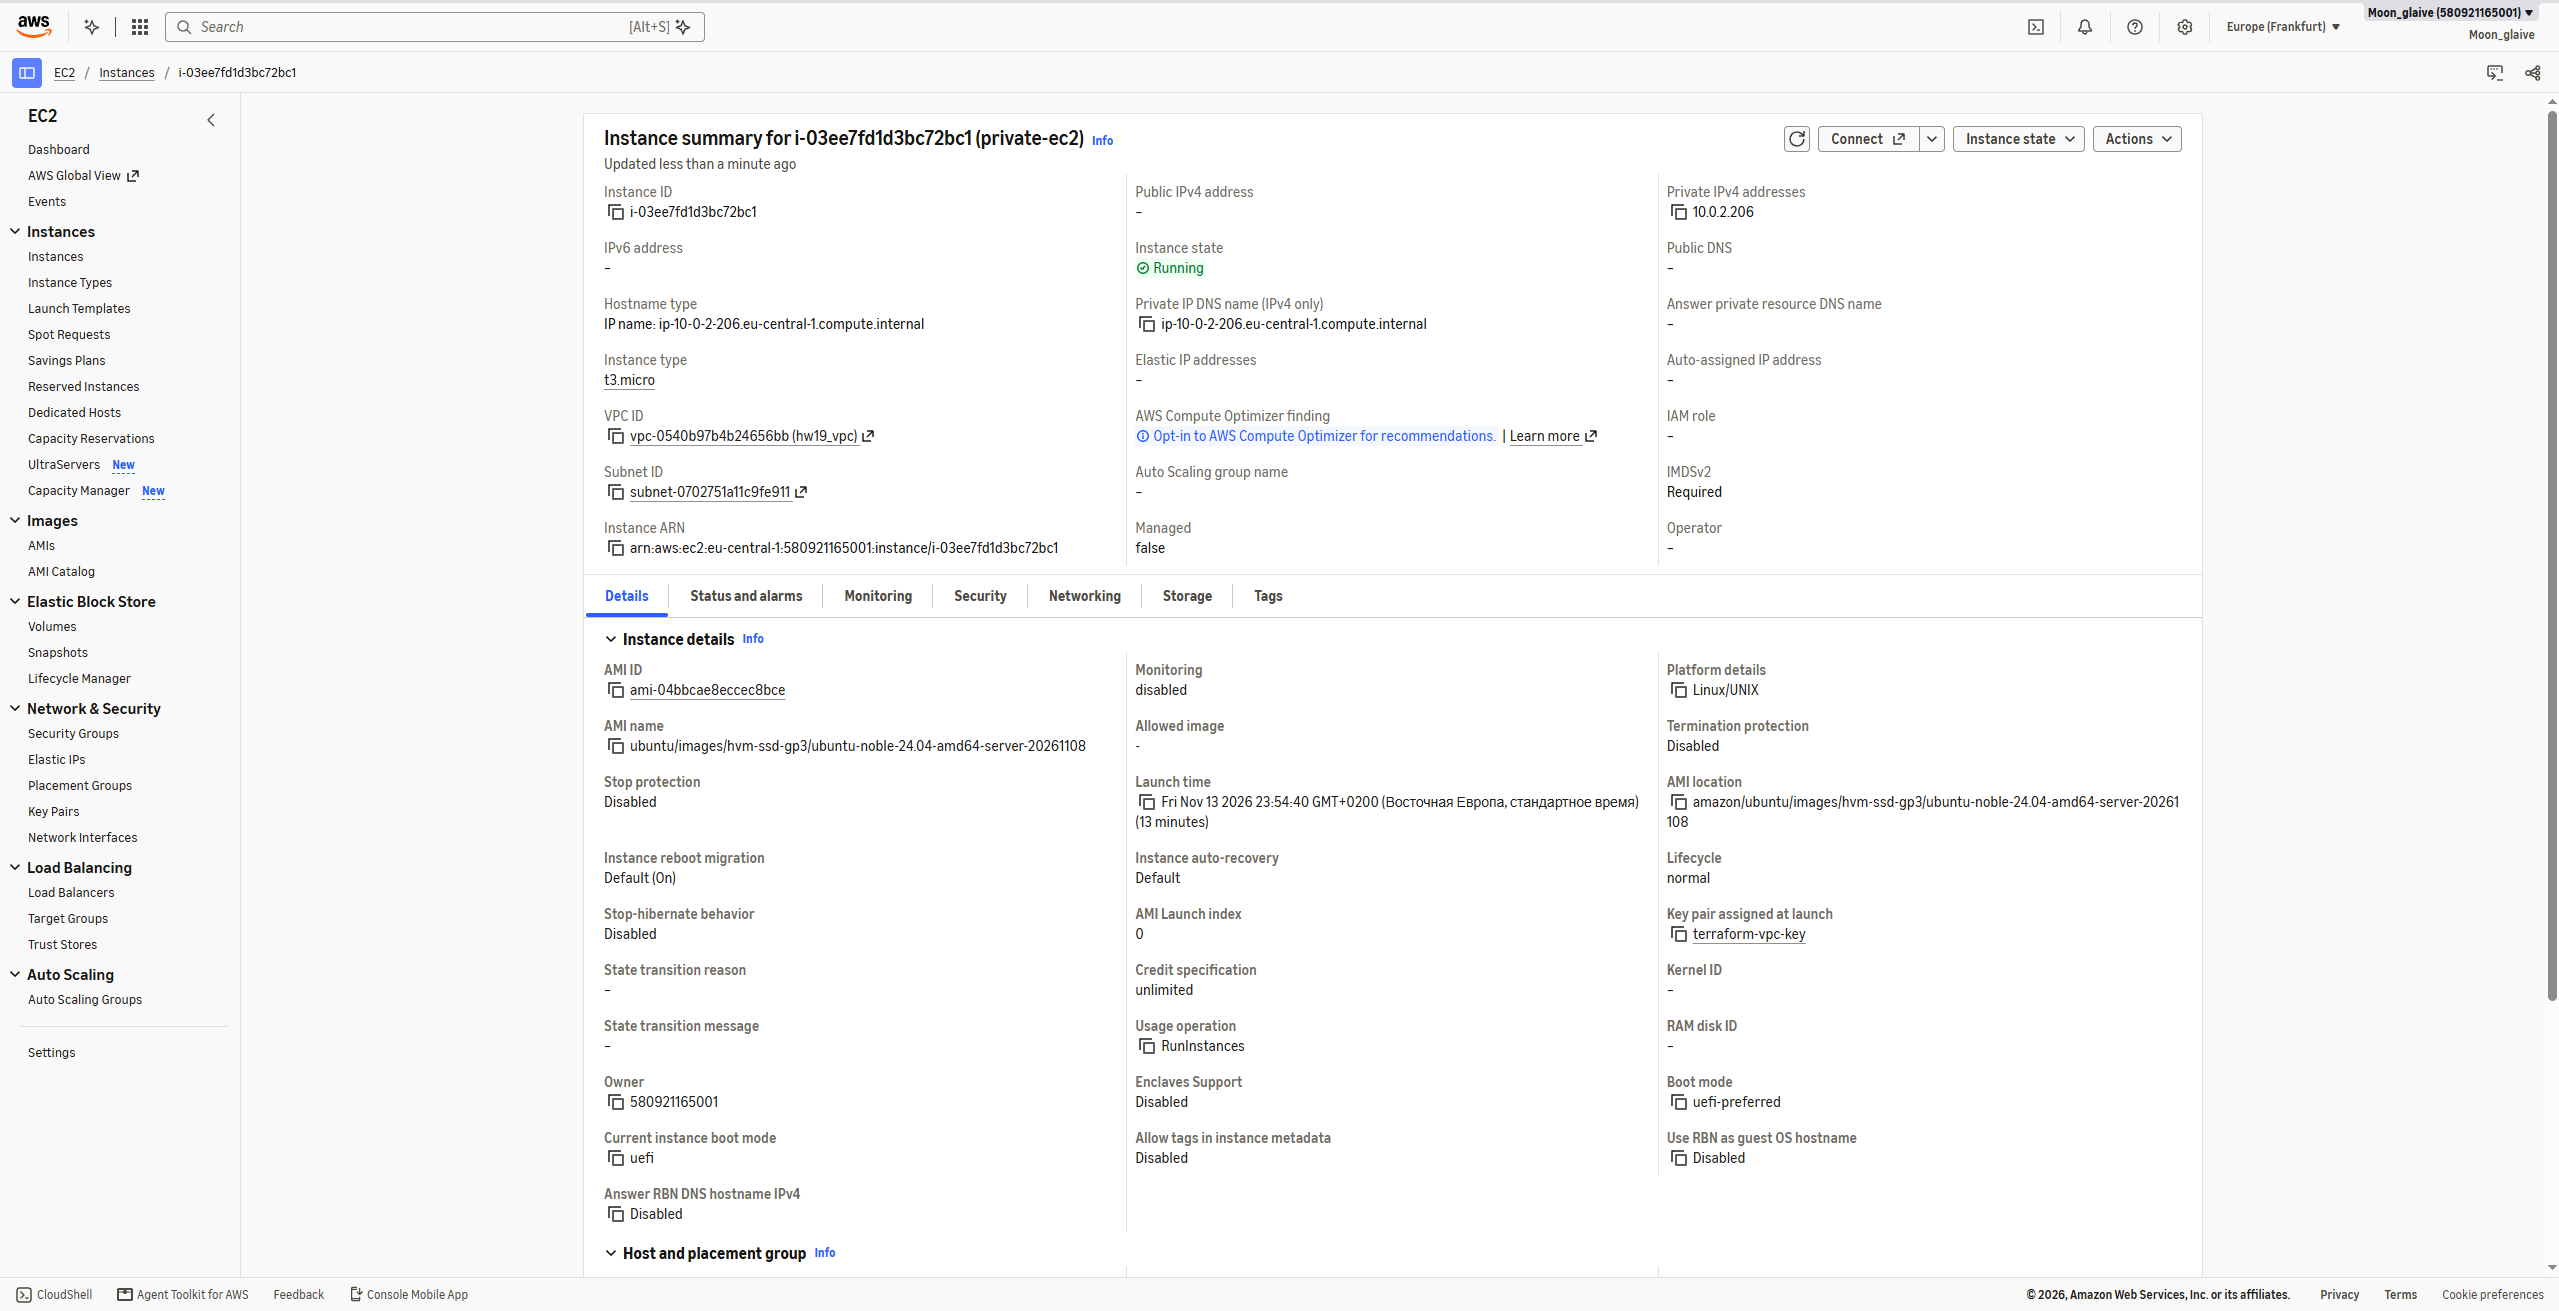 aws
Search
[Alt+S]
Europe (Frankfurt)
Moon_glaive (580921165001)
Moon_glaive
EC2 / Instances / i-03ee7fd1d3bc72bc1
EC2
Dashboard
AWS Global View
Events
Instances
Instances
Instance Types
Launch Templates
Spot Requests
Savings Plans
Reserved Instances
Dedicated Hosts
Capacity Reservations
UltraServers New
Capacity Manager New
Images
AMIs
AMI Catalog
Elastic Block Store
Volumes
Snapshots
Lifecycle Manager
Network & Security
Security Groups
Elastic IPs
Placement Groups
Key Pairs
Network Interfaces
Load Balancing
Load Balancers
Target Groups
Trust Stores
Auto Scaling
Auto Scaling Groups
Settings
Instance summary for i-03ee7fd1d3bc72bc1 (private-ec2) Info
Updated less than a minute ago
Connect
Instance state
Actions
Instance ID
i-03ee7fd1d3bc72bc1
Public IPv4 address
–
Private IPv4 addresses
10.0.2.206
IPv6 address
–
Instance state
Running
Public DNS
–
Hostname type
IP name: ip-10-0-2-206.eu-central-1.compute.internal
Private IP DNS name (IPv4 only)
ip-10-0-2-206.eu-central-1.compute.internal
Answer private resource DNS name
–
Instance type
t3.micro
Elastic IP addresses
–
Auto-assigned IP address
–
VPC ID
vpc-0540b97b4b24656bb (hw19_vpc)
AWS Compute Optimizer finding
Opt-in to AWS Compute Optimizer for recommendations. | Learn more
IAM role
–
Subnet ID
subnet-0702751a11c9fe911
Auto Scaling group name
–
IMDSv2
Required
Instance ARN
arn:aws:ec2:eu-central-1:580921165001:instance/i-03ee7fd1d3bc72bc1
Managed
false
Operator
–
Details
Status and alarms
Monitoring
Security
Networking
Storage
Tags
Instance details Info
AMI ID
ami-04bbcae8eccec8bce
Monitoring
disabled
Platform details
Linux/UNIX
AMI name
ubuntu/images/hvm-ssd-gp3/ubuntu-noble-24.04-amd64-server-20261108
Allowed image
-
Termination protection
Disabled
Stop protection
Disabled
Launch time
Fri Nov 13 2026 23:54:40 GMT+0200 (Восточная Европа, стандартное время)
(13 minutes)
AMI location
amazon/ubuntu/images/hvm-ssd-gp3/ubuntu-noble-24.04-amd64-server-20261
108
Instance reboot migration
Default (On)
Instance auto-recovery
Default
Lifecycle
normal
Stop-hibernate behavior
Disabled
AMI Launch index
0
Key pair assigned at launch
terraform-vpc-key
State transition reason
–
Credit specification
unlimited
Kernel ID
–
State transition message
–
Usage operation
RunInstances
RAM disk ID
–
Owner
580921165001
Enclaves Support
Disabled
Boot mode
uefi-preferred
Current instance boot mode
uefi
Allow tags in instance metadata
Disabled
Use RBN as guest OS hostname
Disabled
Answer RBN DNS hostname IPv4
Disabled
Host and placement group Info
CloudShell
Agent Toolkit for AWS
Feedback
Console Mobile App
© 2026, Amazon Web Services, Inc. or its affiliates.
Privacy
Terms
Cookie preferences